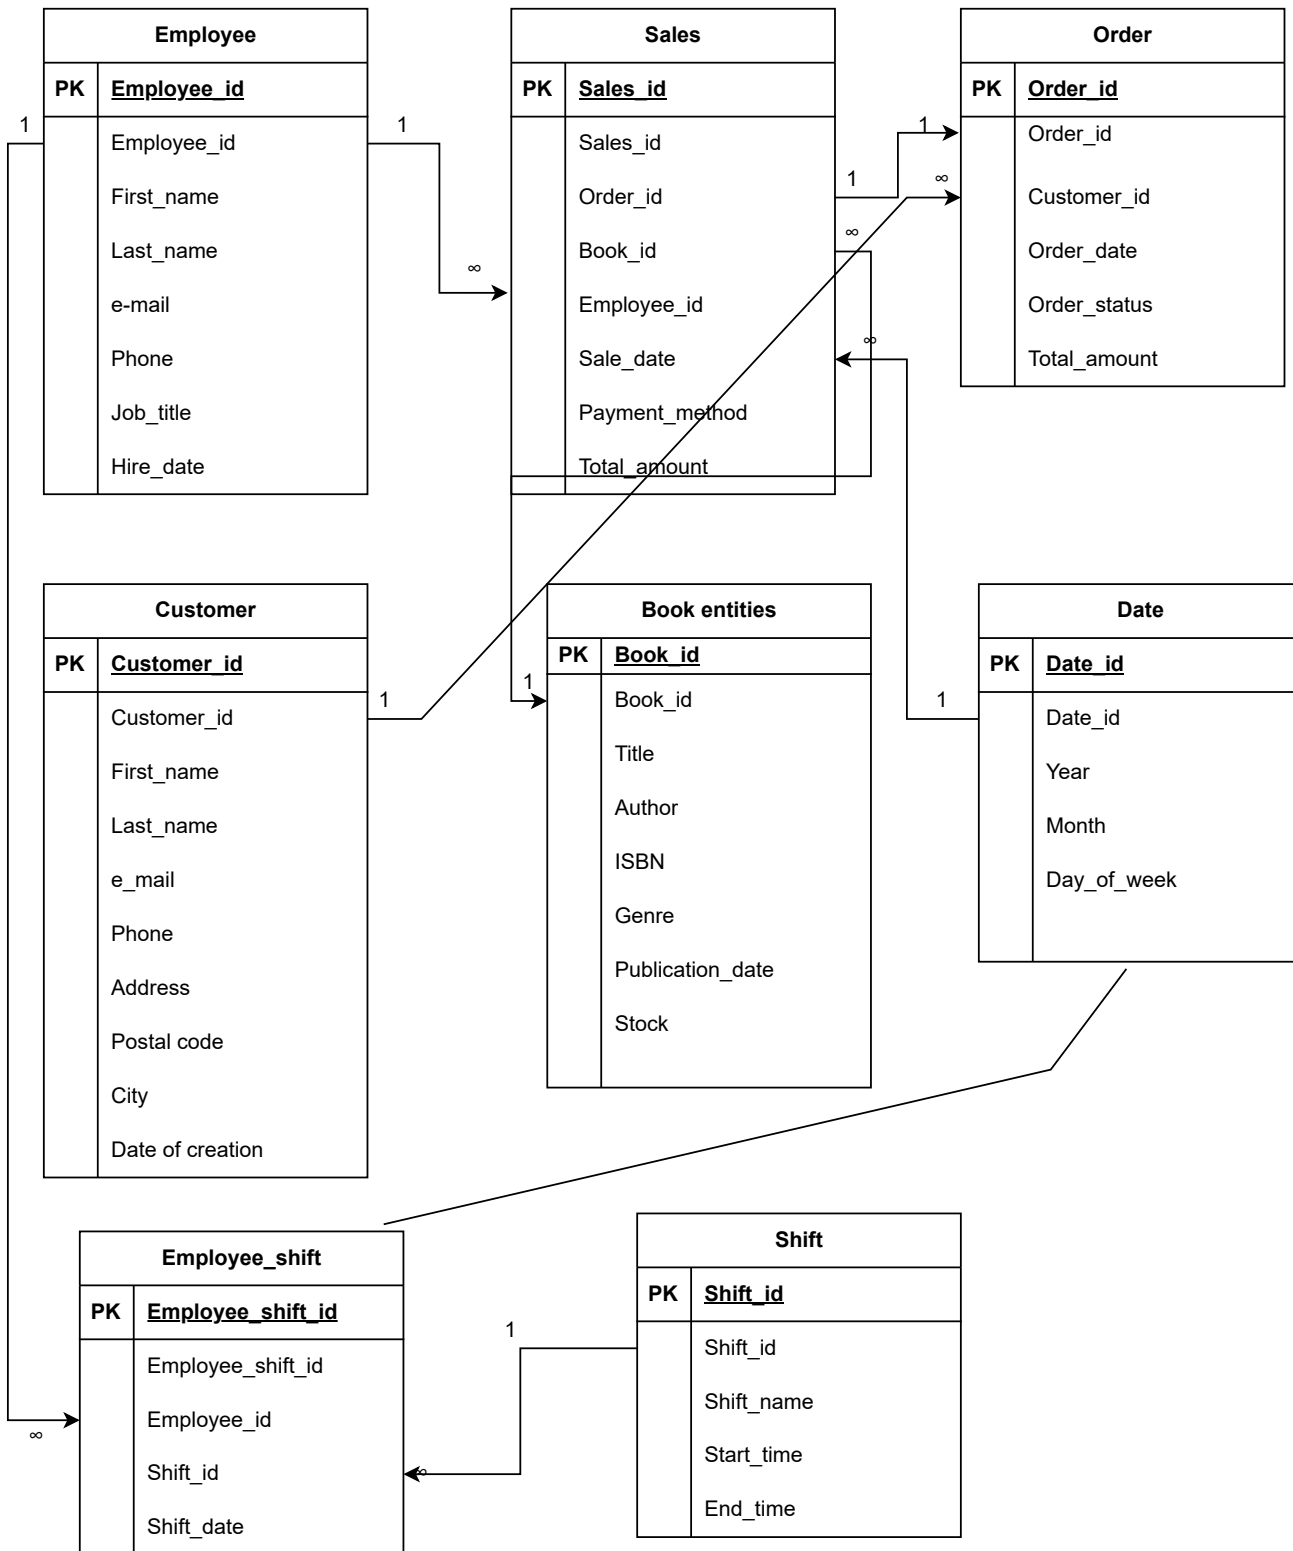 Employee
PK Employee_id
Employee_id
First_name
Last_name
e-mail
Phone
Job_title
Hire_date
1
1
∞
Sales
PK Sales_id
Sales_id
Order_id
Book_id
Employee_id
Sale_date
Payment_method
Total_amount
1
∞
∞
1
∞
Order
PK Order_id
Order_id
Customer_id
Order_date
Order_status
Total_amount
Customer
PK Customer_id
Customer_id
First_name
Last_name
e_mail
Phone
Address
Postal code
City
Date of creation
1
1
Book entities
PK Book_id
Book_id
Title
Author
ISBN
Genre
Publication_date
Stock
1
Date
PK Date_id
Date_id
Year
Month
Day_of_week
Employee_shift
PK Employee_shift_id
Employee_shift_id
Employee_id
Shift_id
Shift_date
∞
∞
1
Shift
PK Shift_id
Shift_id
Shift_name
Start_time
End_time